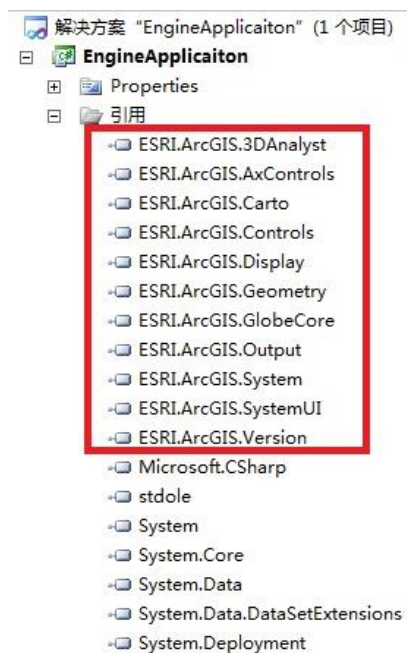 解决方案 "EngineApplicaiton" (1 个项目)
EngineApplicaiton
Properties
引用
ESRI.ArcGIS.3DAnalyst
ESRI.ArcGIS.AxControls
ESRI.ArcGIS.Carto
ESRI.ArcGIS.Controls
ESRI.ArcGIS.Display
ESRI.ArcGIS.Geometry
ESRI.ArcGIS.GlobeCore
ESRI.ArcGIS.Output
ESRI.ArcGIS.System
ESRI.ArcGIS.SystemUI
ESRI.ArcGIS.Version
Microsoft.CSharp
stdole
System
System.Core
System.Data
System.Data.DataSetExtensions
System.Deployment